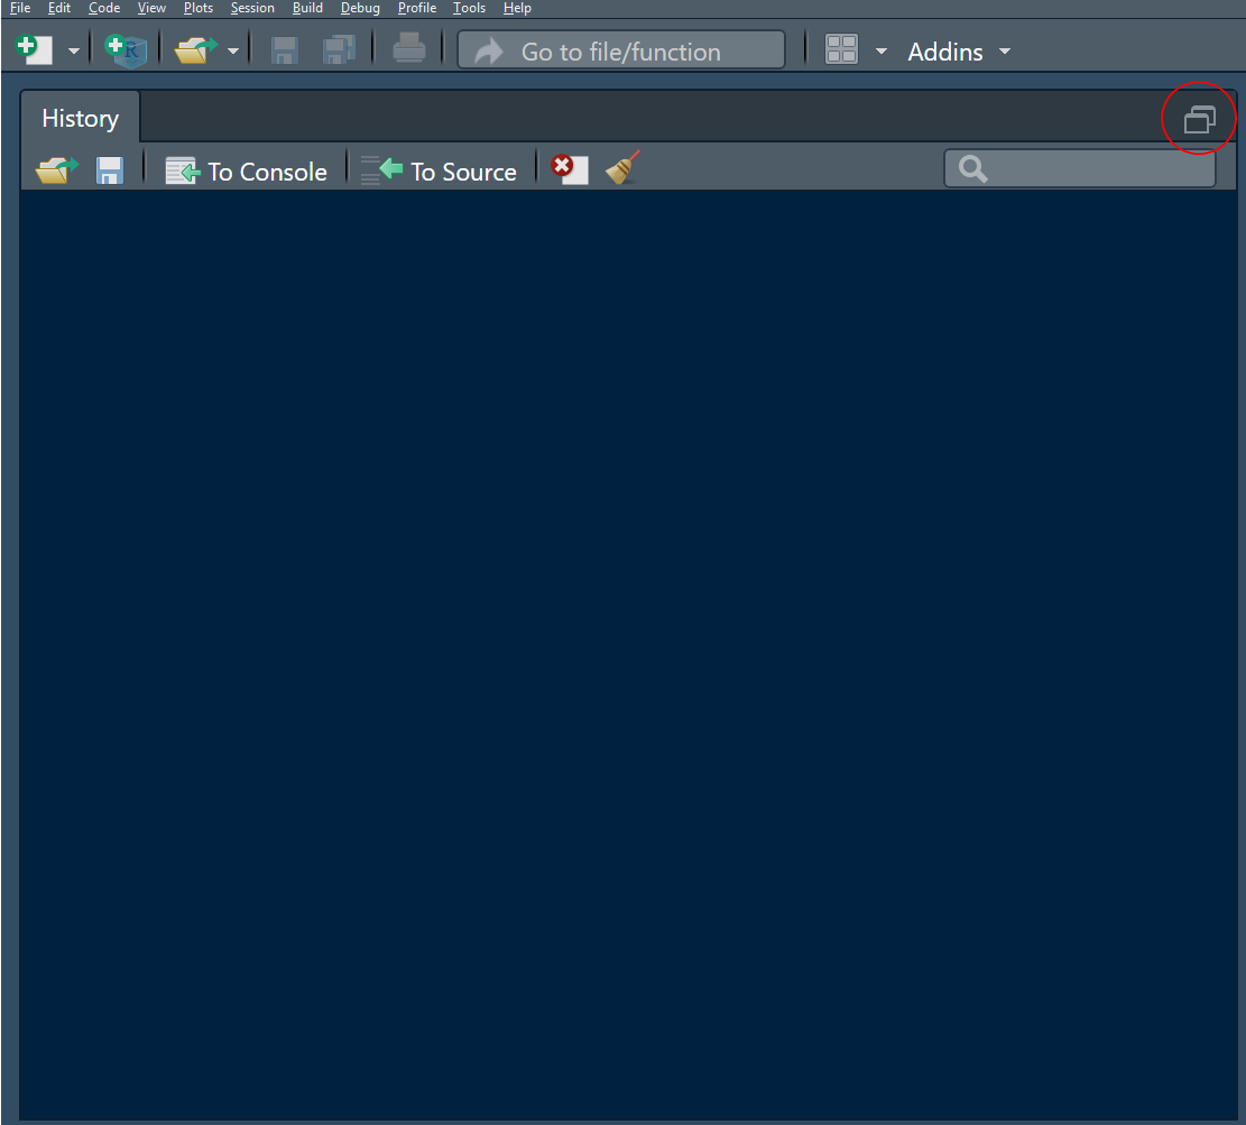 File Edit Code View Plots Session Build Debug Profile Tools Help
R Go to file/function Addins
History
To Console To Source